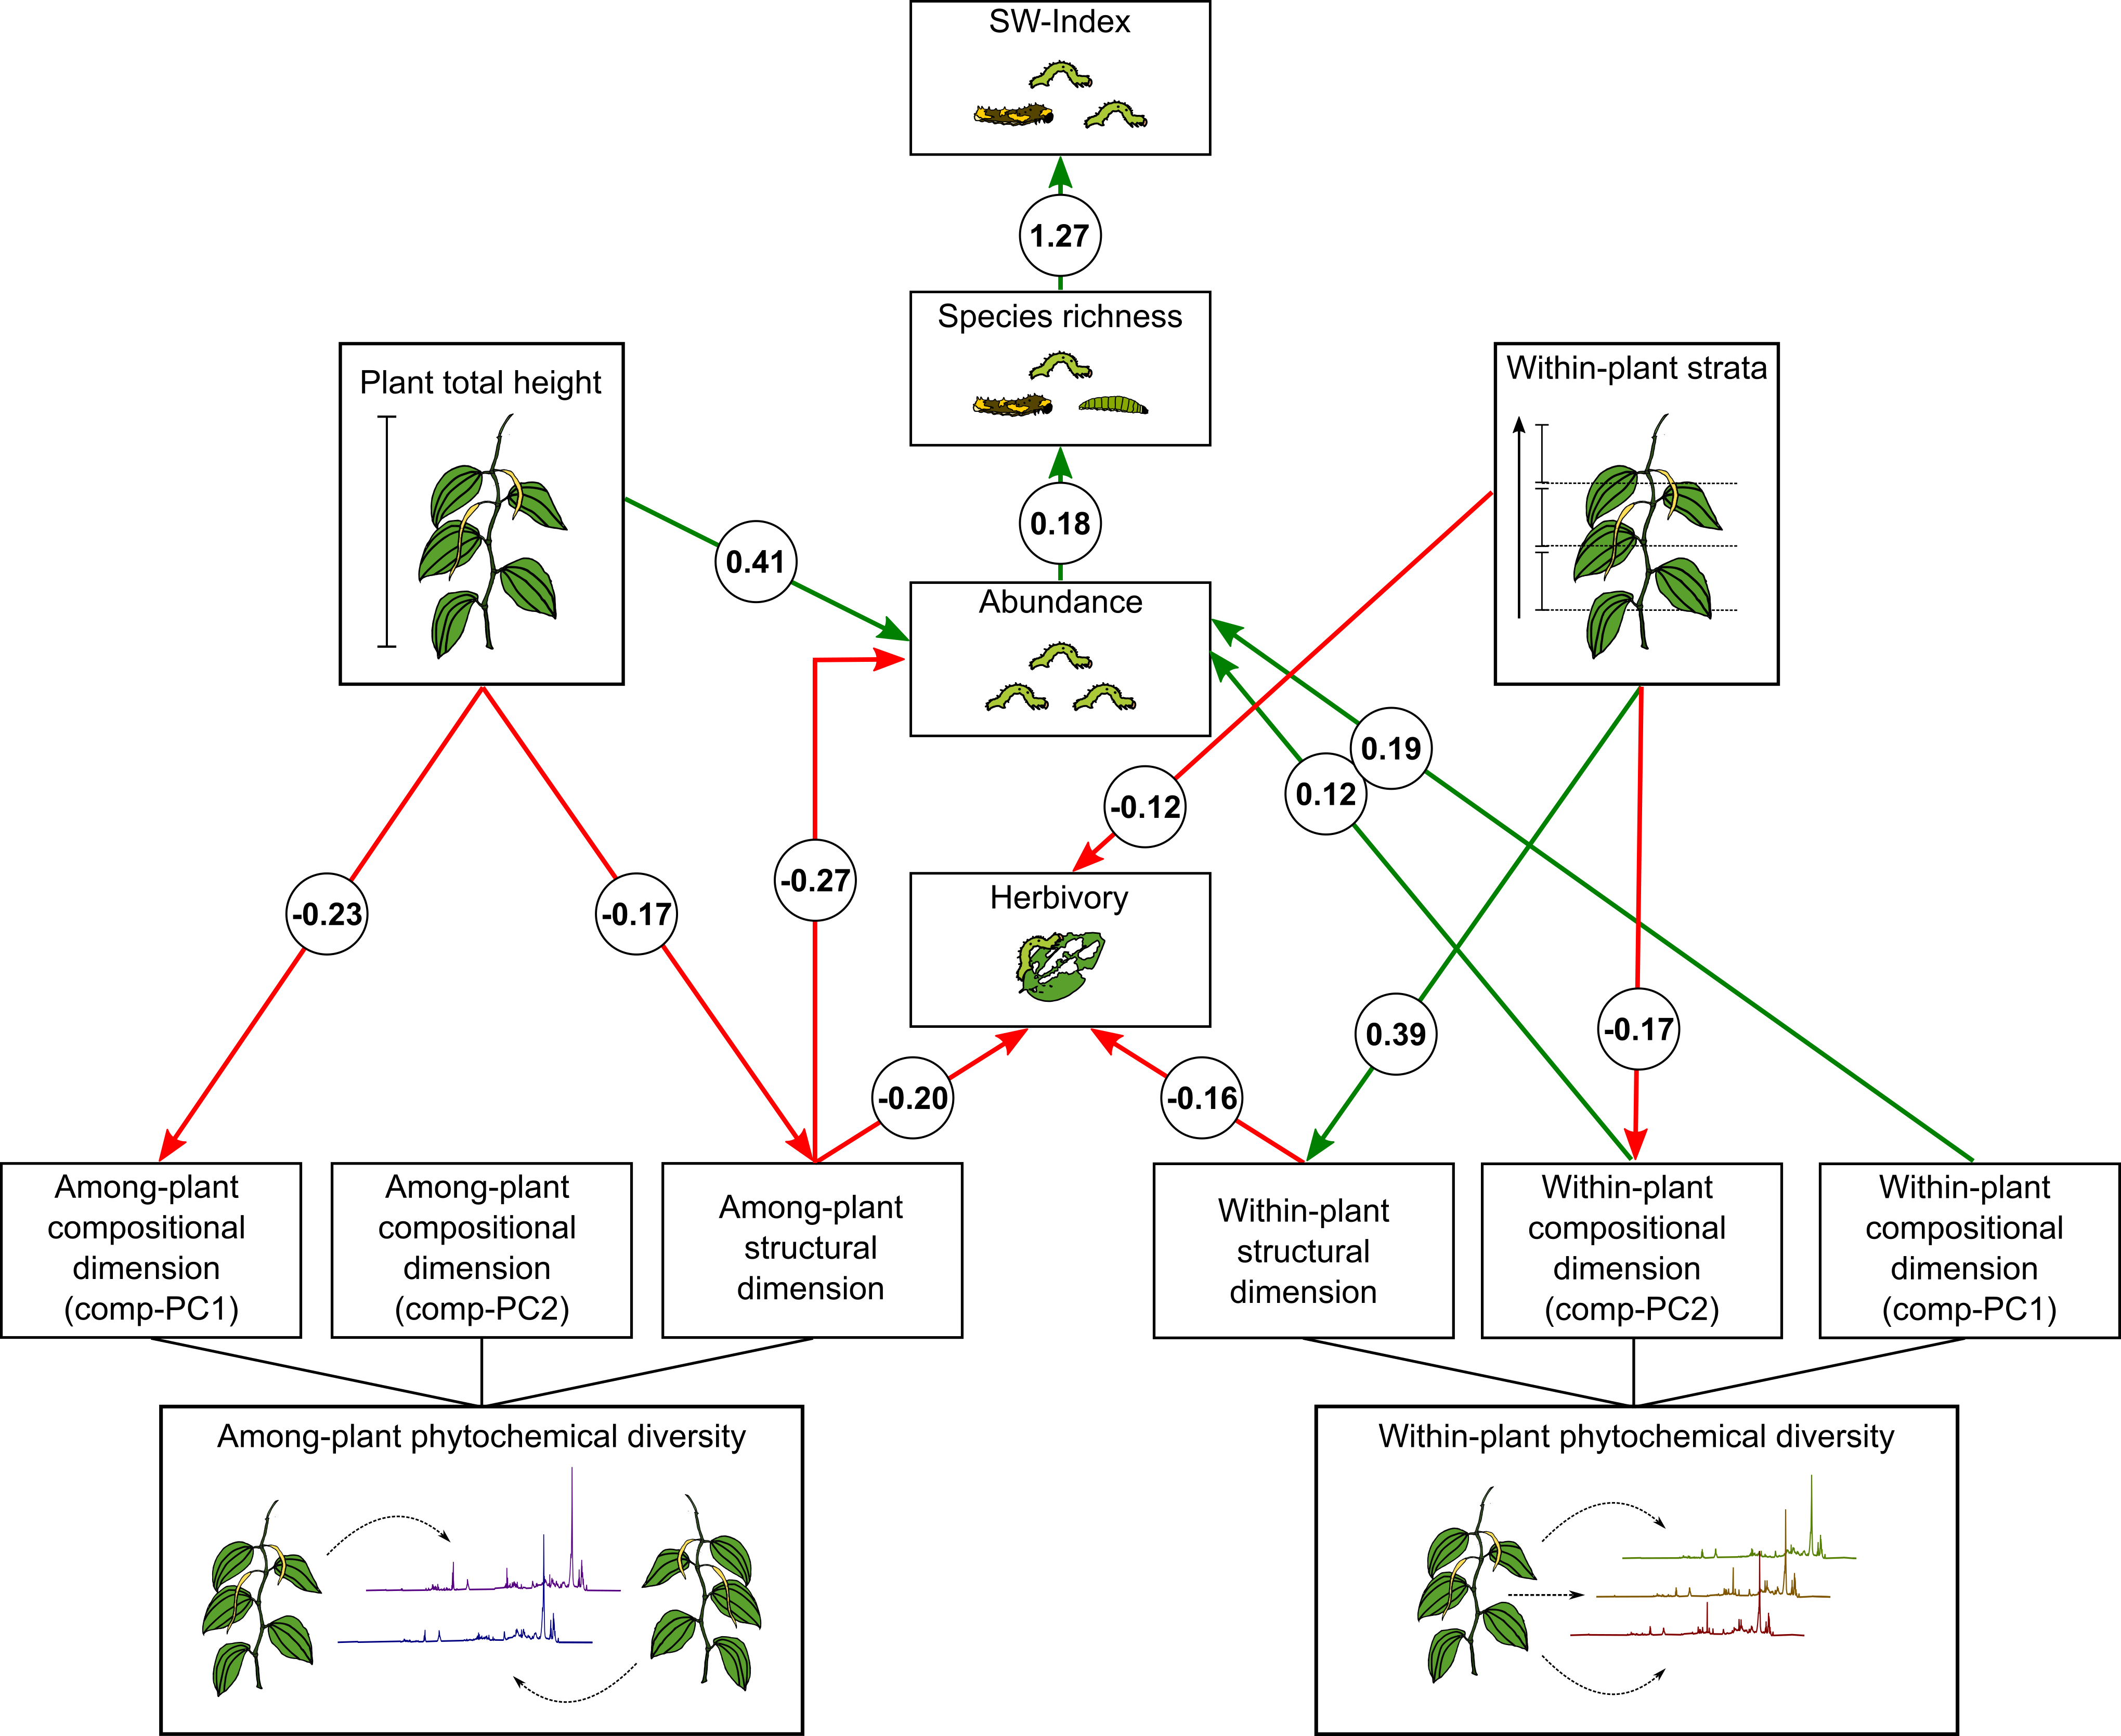 SW-Index
1.27
Species richness
Plant total height
Within-plant strata
0.18
0.41
Abundance
0.19
0.12
-0.12
-0.27
Herbivory
-0.23
-0.17
-0.17
0.39
-0.20
-0.16
Among-plant
compositional
dimension
(comp-PC1)
Among-plant
compositional
dimension
(comp-PC2)
Among-plant
structural
dimension
Within-plant
structural
dimension
Within-plant
compositional
dimension
(comp-PC2)
Within-plant
compositional
dimension
(comp-PC1)
Among-plant phytochemical diversity
Within-plant phytochemical diversity